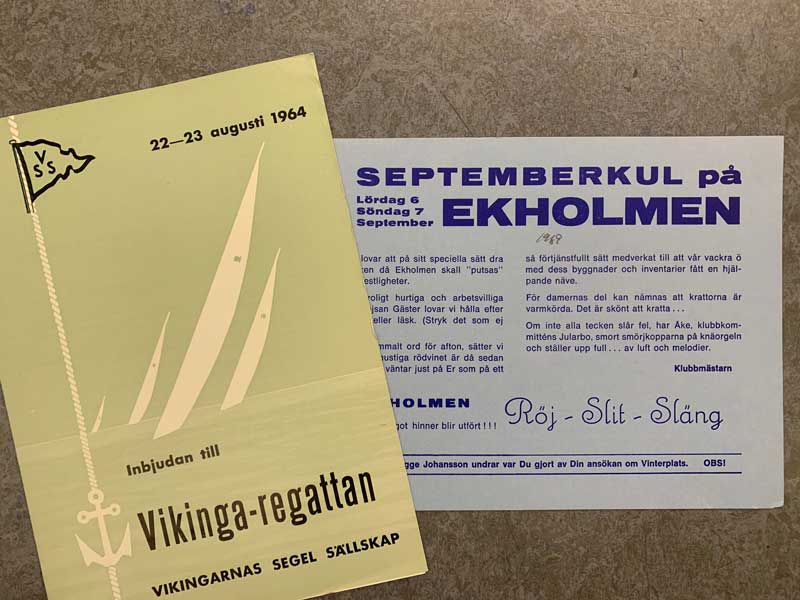 22—23 augusti 1964
V
S S
Inbjudan till
Vikinga-regattan
VIKINGARNAS SEGEL SÄLLSKAP
SEPTEMBERKUL på
Lördag 6
Söndag 7
September
EKHOLMEN
1969
lovar att på sitt speciella sätt dra
en då Ekholmen skall "putsas"
estligheter.
roligt hurtiga och arbetsvilliga
jsan Gäster lovar vi hålla efter
eller läsk. (Stryk det som ej
mmalt ord för afton, sätter vi
nustiga rödvinet är då sedan
väntar just på Er som på ett
HOLMEN
got hinner blir utfört!!!
så förtjänstfullt sätt medverkat till att vår vackra ö
med dess byggnader och inventarier fått en hjäl-
pande näve.
För damernas del kan nämnas att krattorna är
varmkörda. Det är skönt att kratta ...
Om inte alla tecken slår fel, har Åke, klubbkom-
mitténs Jularbo, smort smörjkopparna på knäorgeln
och ställer upp full ... av luft och melodier.
Klubbmästarn
Röj - Slit - Släng
gge Johansson undrar var Du gjort av Din ansökan om Vinterplats. OBS!